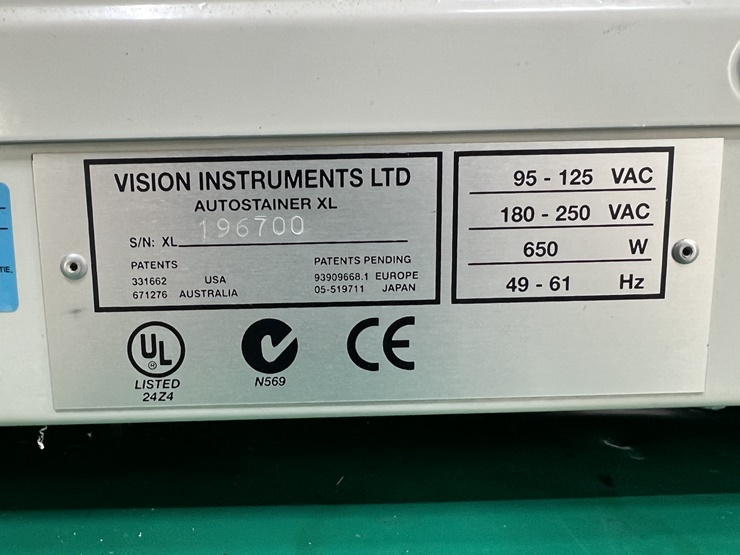 VISION INSTRUMENTS LTD
AUTOSTAINER XL
S/N: XL 196700
PATENTS
331662 USA
671276 AUSTRALIA
PATENTS PENDING
93909668.1 EUROPE
05-519711 JAPAN
95 - 125 VAC
180 - 250 VAC
650 W
49 - 61 Hz
UL
LISTED
24Z4
N569
CE
TIE.